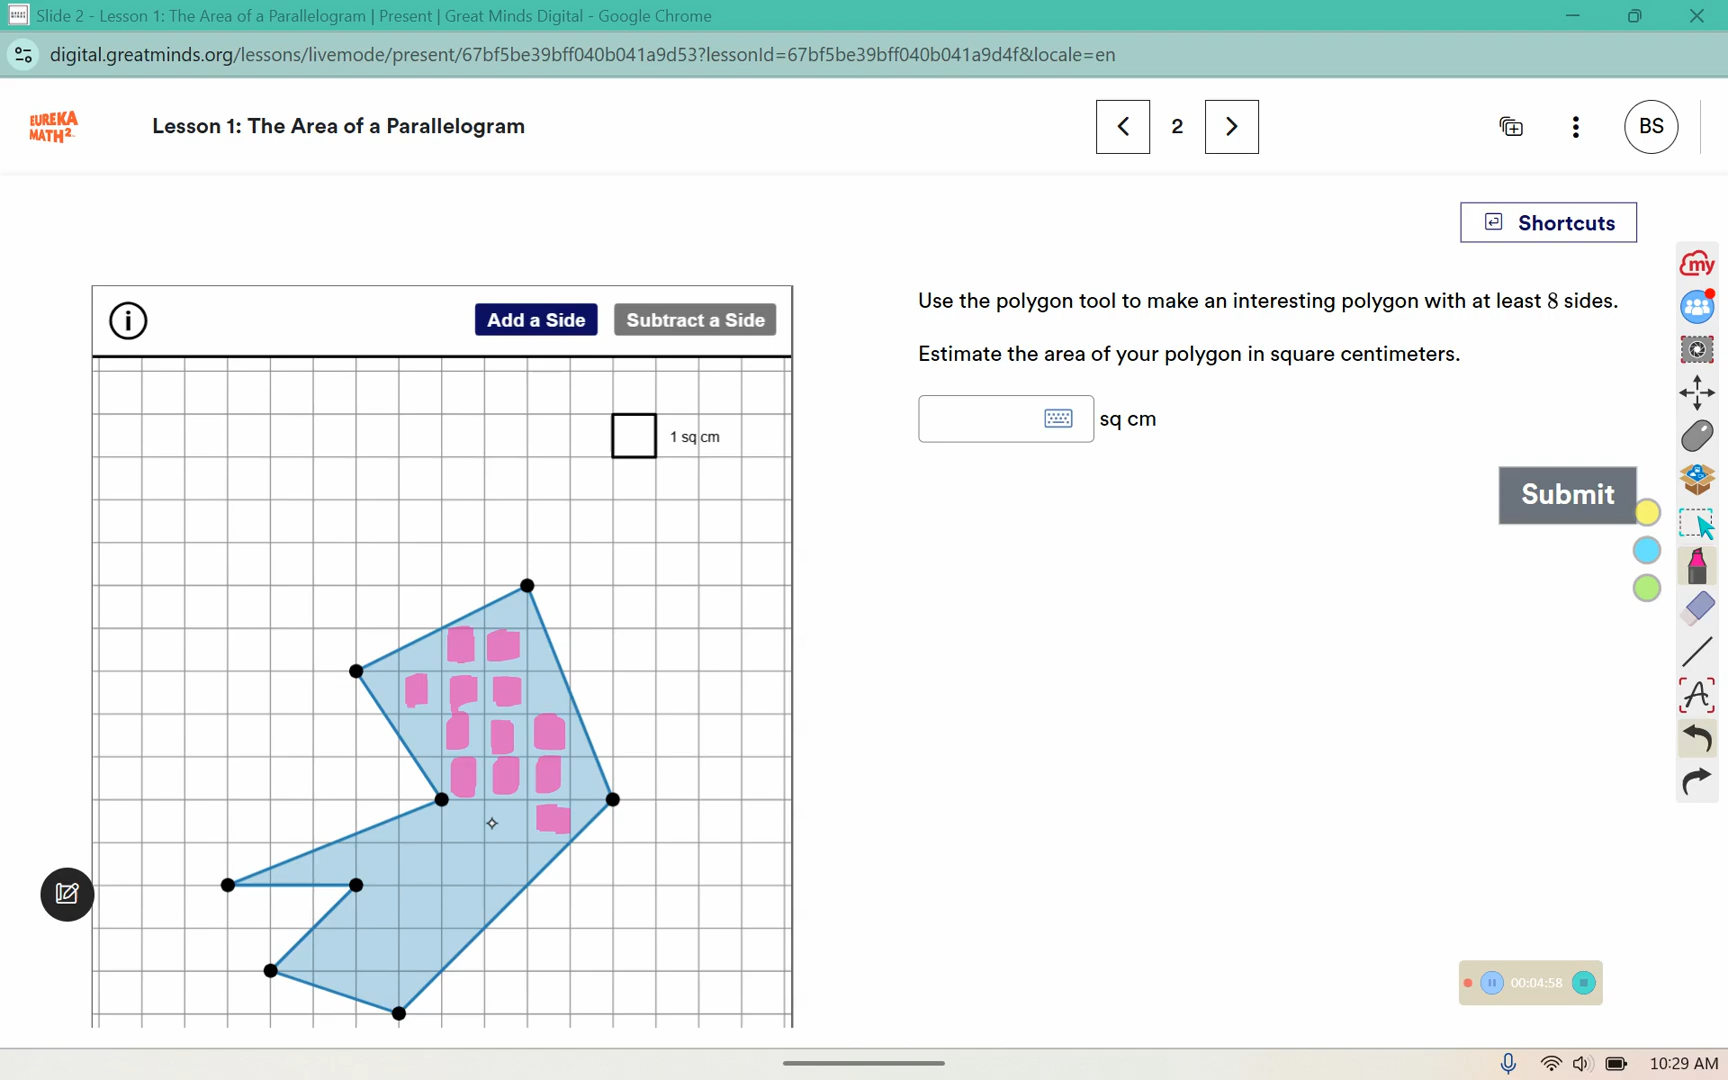 Slide 2 - Lesson 1: The Area of a Parallelogram | Present | Great Minds Digital - Google Chrome
digital.greatminds.org/lessons/livemode/present/67bf5be39bff040b041a9d53?lessonId=67bf5be39bff040b041a9d4f&locale=en
EUREKA
MATH²
Lesson 1: The Area of a Parallelogram
2
BS
Shortcuts
i
Add a Side
Subtract a Side
1 sq cm
Use the polygon tool to make an interesting polygon with at least 8 sides.
Estimate the area of your polygon in square centimeters.
sq cm
Submit
my
A
00:04:58
10:29 AM